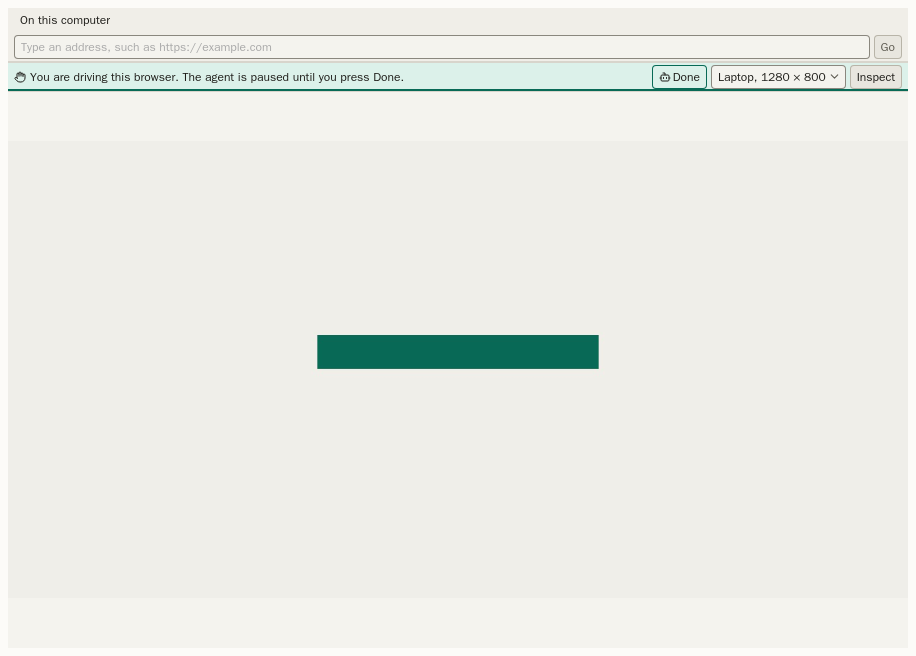 On this computer
Type an address, such as https://example.com
Go
You are driving this browser. The agent is paused until you press Done.
Done
Laptop, 1280 × 800
Inspect